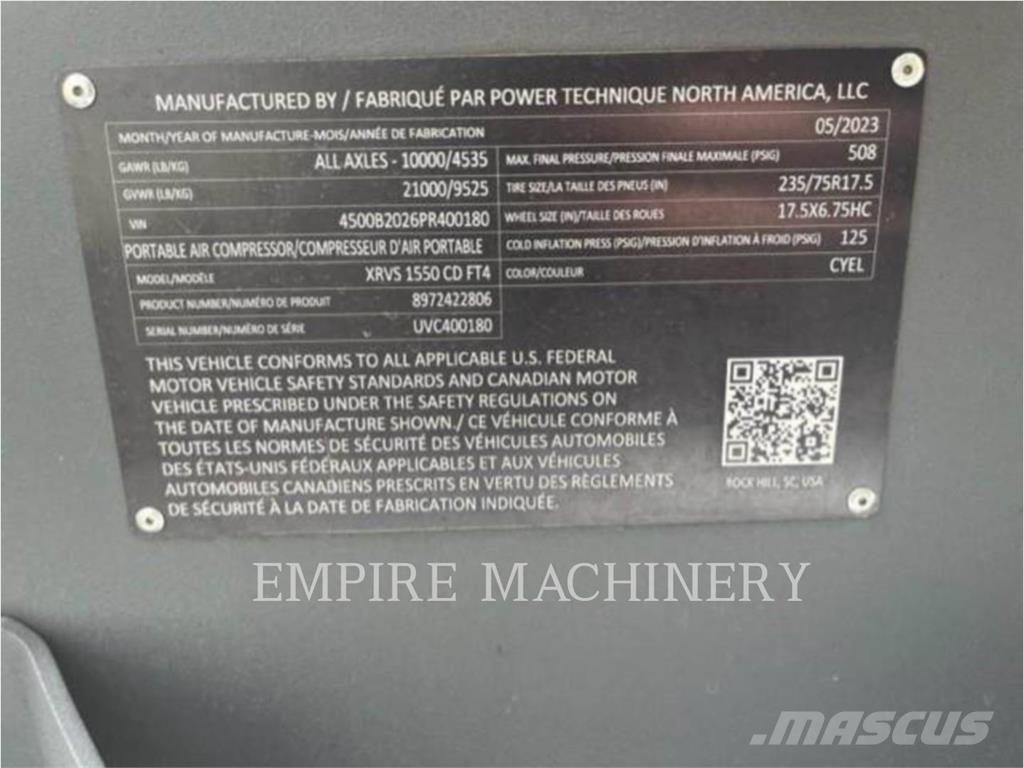 MANUFACTURED BY / FABRIQUÉ PAR POWER TECHNIQUE NORTH AMERICA, LLC
MONTH/YEAR OF MANUFACTURE-MOIS/ANNÉE DE FABRICATION 05/2023
GAWR (LB/KG) ALL AXLES - 10000/4535 MAX. FINAL PRESSURE/PRESSION FINALE MAXIMALE (PSIG) 508
GVWR (LB/KG) 21000/9525 TIRE SIZE/LA TAILLE DES PNEUS (IN) 235/75R17.5
VIN 4500B2026PR400180 WHEEL SIZE (IN)/TAILLE DES ROUES 17.5X6.75HC
PORTABLE AIR COMPRESSOR/COMPRESSEUR D'AIR PORTABLE COLD INFLATION PRESS (PSIG)/PRESSION D'INFLATION À FROID (PSIG) 125
MODEL/MODÈLE XRVS 1550 CD FT4 COLOR/COULEUR CYEL
PRODUCT NUMBER/NUMÉRO DE PRODUIT 8972422806
SERIAL NUMBER/NUMÉRO DE SÉRIE UVC400180
THIS VEHICLE CONFORMS TO ALL APPLICABLE U.S. FEDERAL
MOTOR VEHICLE SAFETY STANDARDS AND CANADIAN MOTOR
VEHICLE PRESCRIBED UNDER THE SAFETY REGULATIONS ON
THE DATE OF MANUFACTURE SHOWN./ CE VÉHICULE CONFORME À
TOUTES LES NORMES DE SÉCURITÉ DES VÉHICULES AUTOMOBILES
DES ÉTATS-UNIS FÉDÉRAUX APPLICABLES ET AUX VÉHICULES
AUTOMOBILES CANADIENS PRESCRITS EN VERTU DES RÈGLEMENTS
DE SÉCURITÉ À LA DATE DE FABRICATION INDIQUÉE.
ROCK HILL, SC, USA
EMPIRE MACHINERY
MASCUS